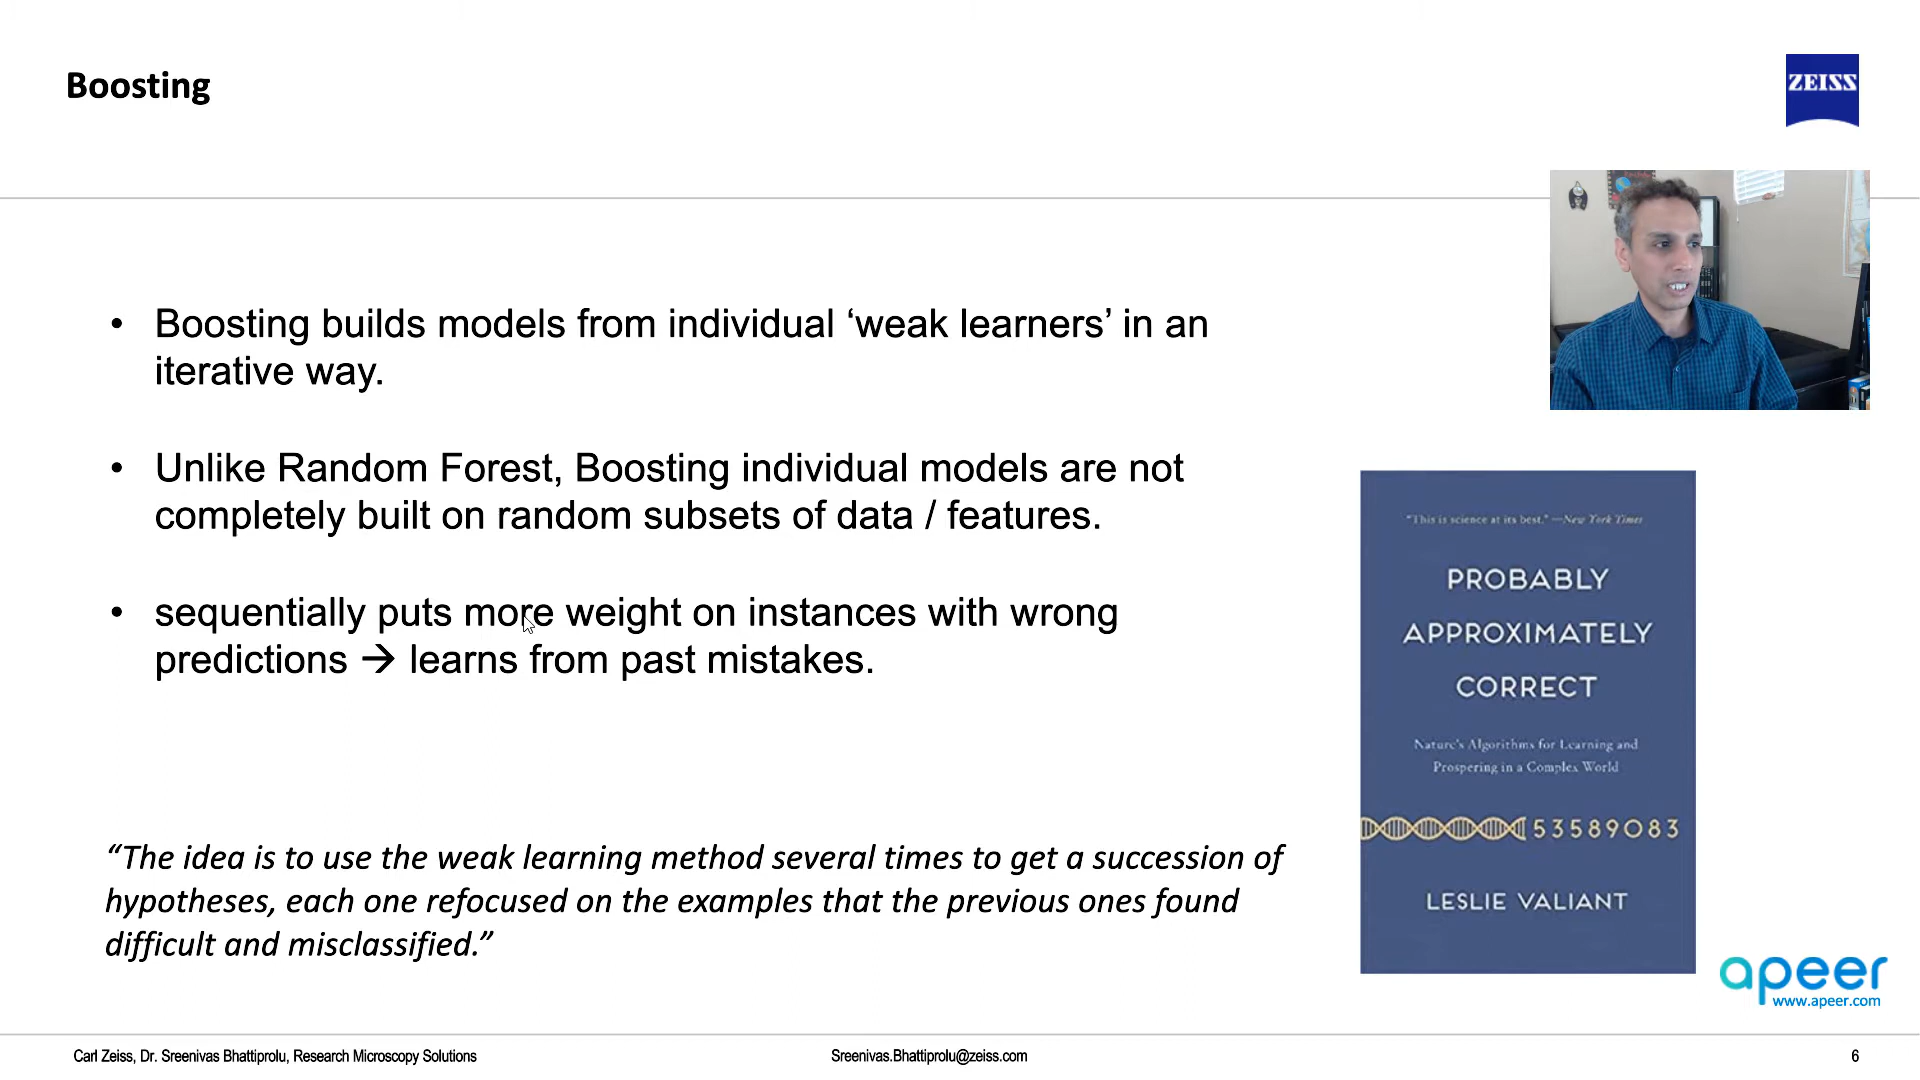 Boosting
ZEISS
• Boosting builds models from individual ‘weak learners’ in an
iterative way.
• Unlike Random Forest, Boosting individual models are not
completely built on random subsets of data / features.
• sequentially puts more weight on instances with wrong
predictions → learns from past mistakes.
“The idea is to use the weak learning method several times to get a succession of
hypotheses, each one refocused on the examples that the previous ones found
difficult and misclassified.”
"This is science at its best." —New York Times
PROBABLY
APPROXIMATELY
CORRECT
Nature's Algorithms for Learning and
Prospering in a Complex World
53589083
LESLIE VALIANT
apeer
www.apeer.com
Carl Zeiss, Dr. Sreenivas Bhattiprolu, Research Microscopy Solutions
Sreenivas.Bhattiprolu@zeiss.com
6